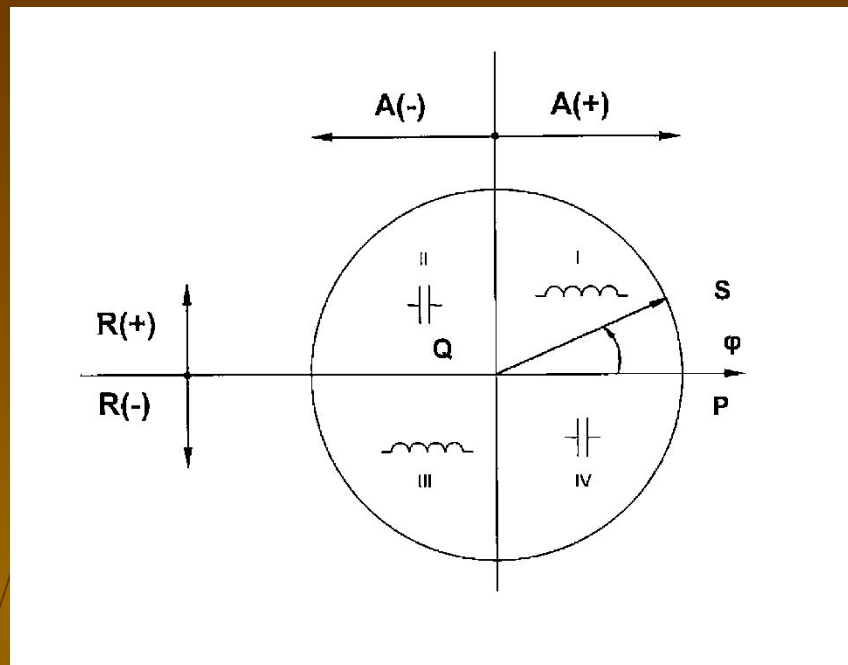 A(-) A(+)
II I
S
R(+)
Q φ
R(-) P
III IV